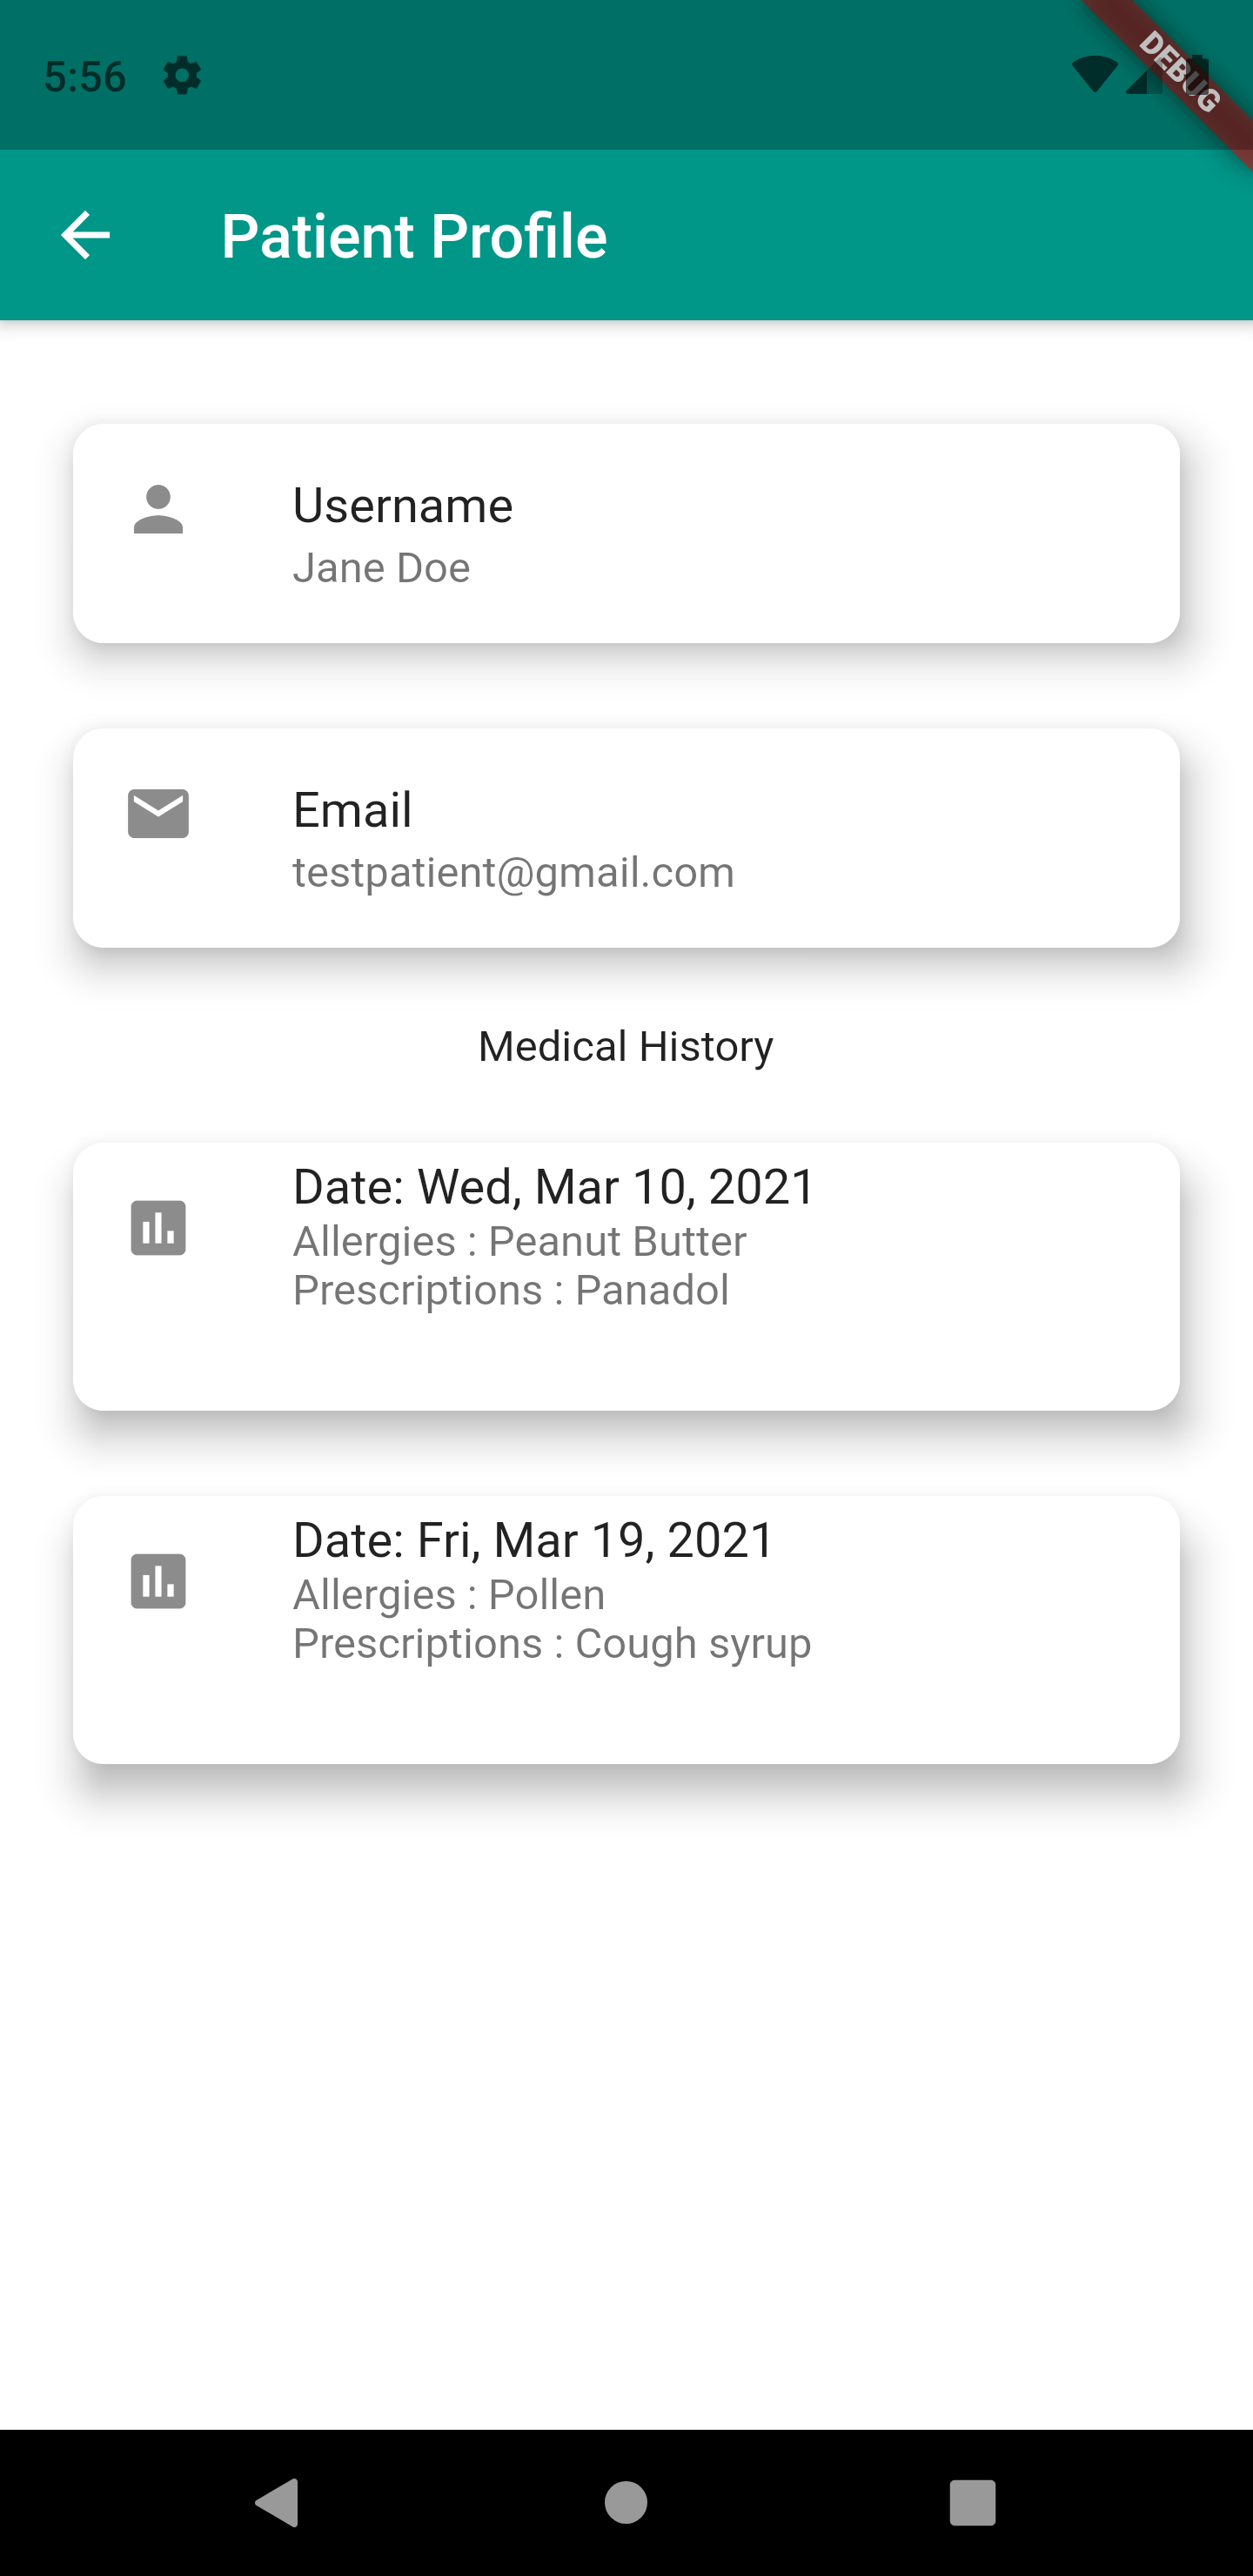 5:56
DEBUG
Patient Profile
Username
Jane Doe
Email
testpatient@gmail.com
Medical History
Date: Wed, Mar 10, 2021
Allergies : Peanut Butter
Prescriptions : Panadol
Date: Fri, Mar 19, 2021
Allergies : Pollen
Prescriptions : Cough syrup